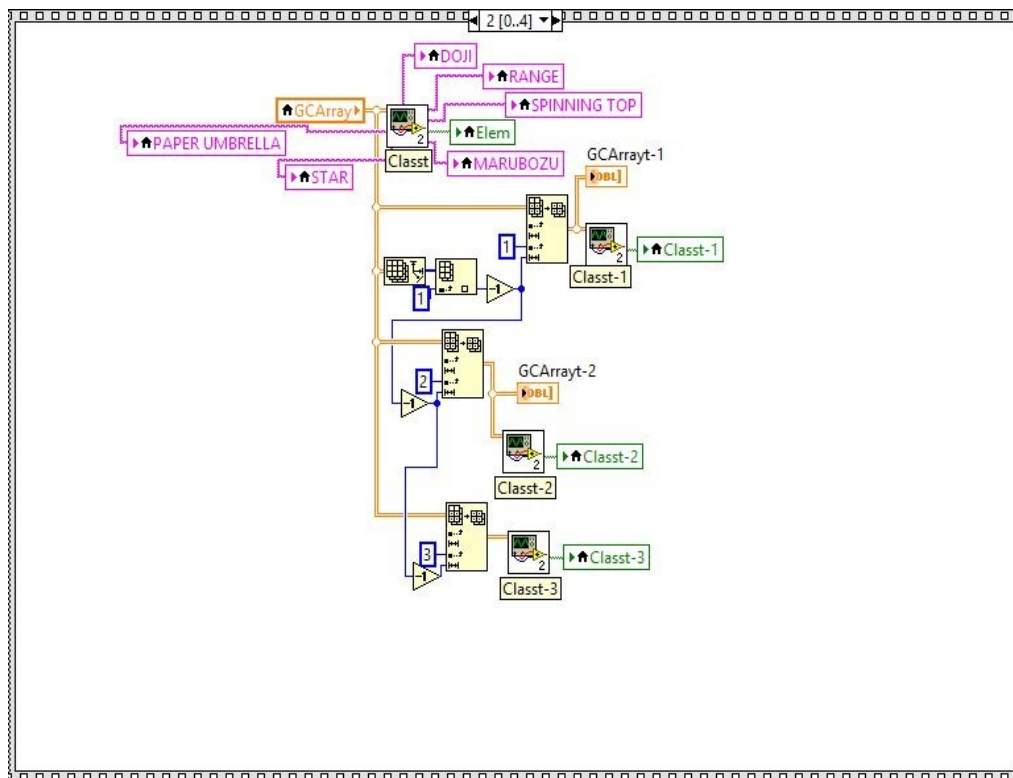 2 [0..4]
DOJI
RANGE
GCArray
SPINNING TOP
2
Elem
PAPER UMBRELLA
Classt
MARUBOZU
STAR
GCArrayt-1
DBL]
1
2
Classt-1
Classt-1
1
-1
GCArrayt-2
2
DBL]
-1
2
Classt-2
Classt-2
3
-1
2
Classt-3
Classt-3